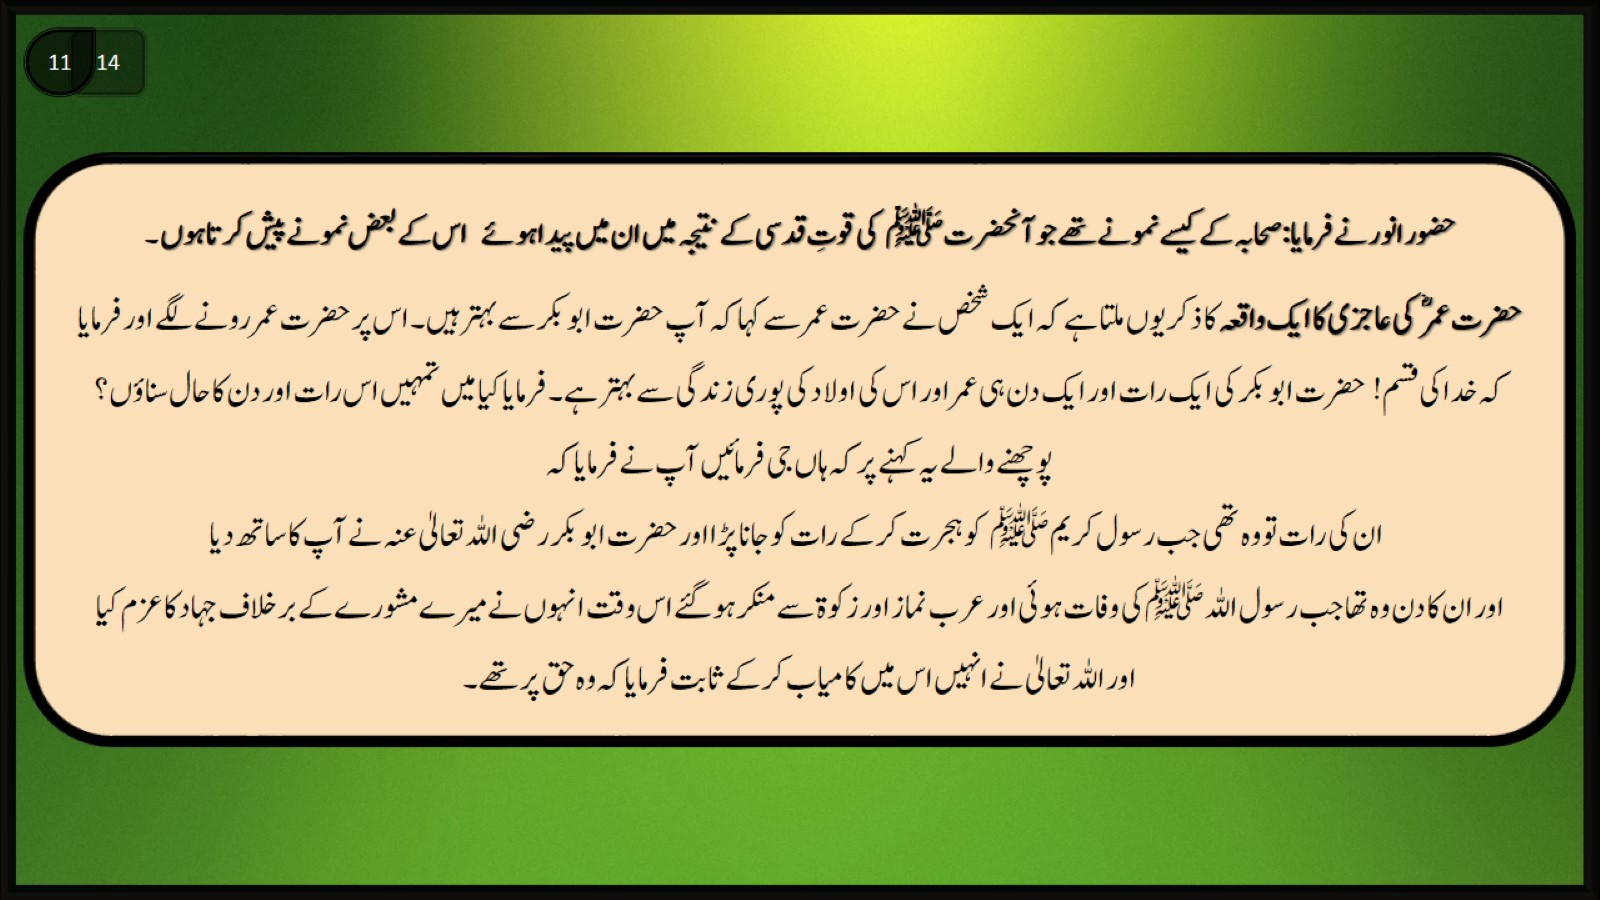 11 14
حضور انور نے فرمایا: صحابہ کے کیسے نمونے تھے جو آنحضرت ﷺ کی قوتِ قدسی کے نتیجہ میں ان میں پیدا ہوئے اس کے بعض نمونے پیش کرتا ہوں۔
حضرت عمرؓ کی عاجزی کا ایک واقعہ کا ذکر یوں ملتا ہے کہ ایک شخص نے حضرت عمر سے کہا کہ آپ حضرت ابو بکر سے بہتر ہیں۔ اس پر حضرت عمر رونے لگے اور فرمایا
کہ خدا کی قسم! حضرت ابو بکر کی ایک رات اور ایک دن ہی عمر اور اس کی اولاد کی پوری زندگی سے بہتر ہے۔ فرمایا کیا میں تمہیں اس رات اور دن کا حال سناؤں؟
پوچھنے والے یہ کہنے پر کہ ہاں جی فرمائیں آپ نے فرمایا کہ
ان کی رات تو وہ تھی جب رسول کریم ﷺ کو ہجرت کر کے رات کو جانا پڑا اور حضرت ابو بکر رضی اللہ تعالیٰ عنہ نے آپ کا ساتھ دیا
اور ان کا دن وہ تھا جب رسول اللہ ﷺ کی وفات ہوئی اور عرب نماز اور زکوۃ سے منکر ہو گئے اس وقت انہوں نے میرے مشورے کے برخلاف جہاد کا عزم کیا
اور اللہ تعالیٰ نے انہیں اس میں کامیاب کر کے ثابت فرمایا کہ وہ حق پر تھے۔